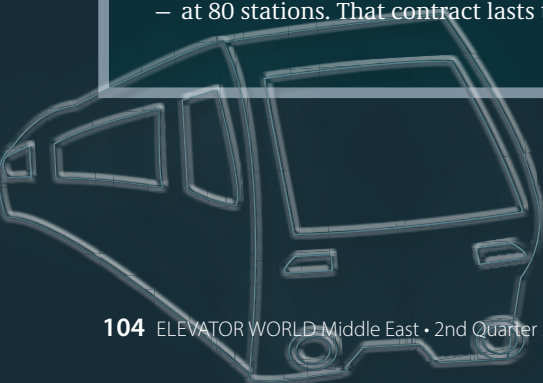 – at 80 stations. That contract lasts
104 ELEVATOR WORLD Middle East • 2nd Quarter